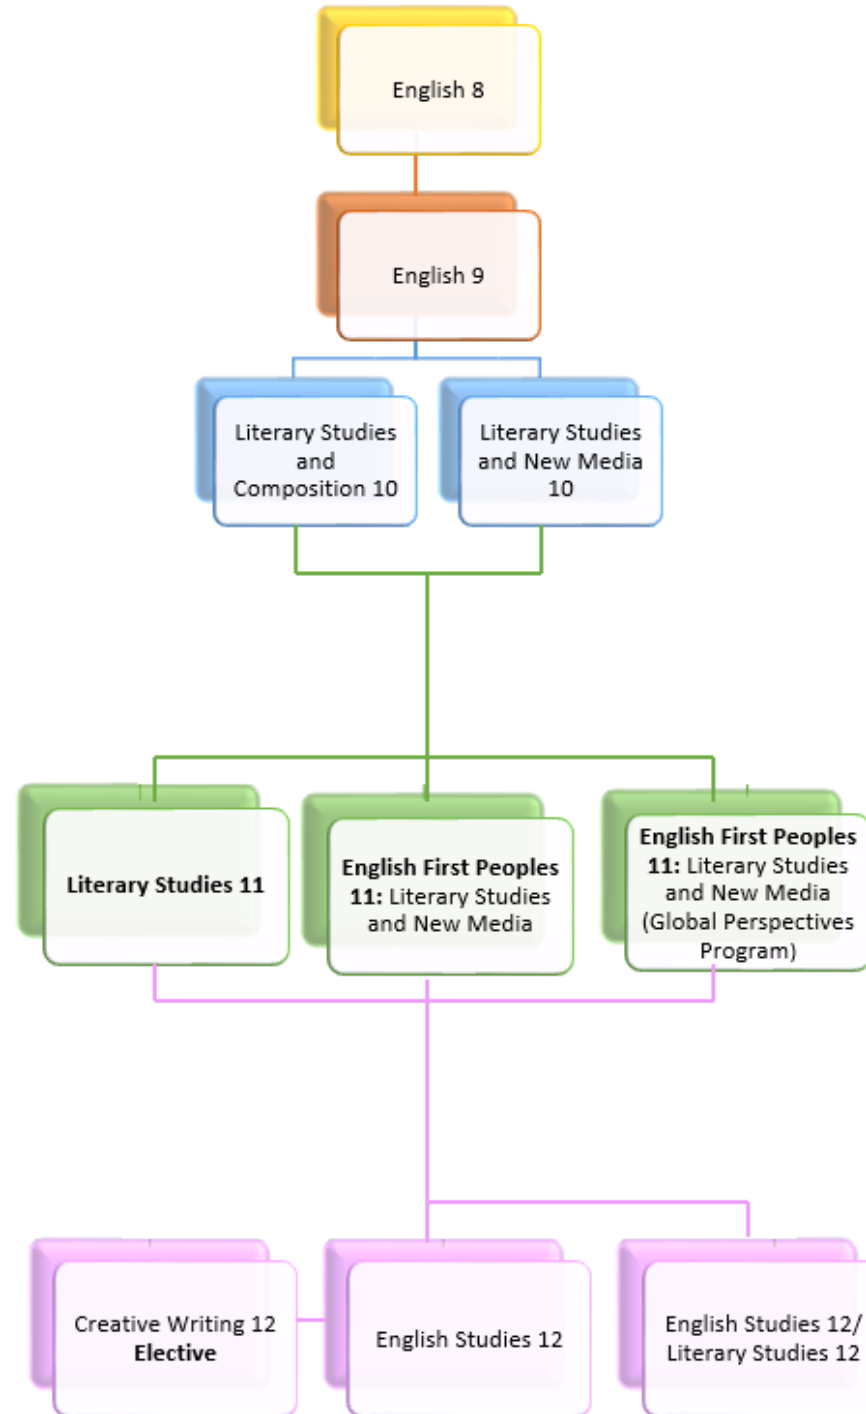 English 8
English 9
Literary Studies
and
Composition 10
Literary Studies
and New Media
10
Literary Studies 11
English First Peoples
11: Literary Studies
and New Media
English First Peoples
11: Literary Studies
and New Media
(Global Perspectives
Program)
Creative Writing 12
Elective
English Studies 12
English Studies 12/
Literary Studies 12